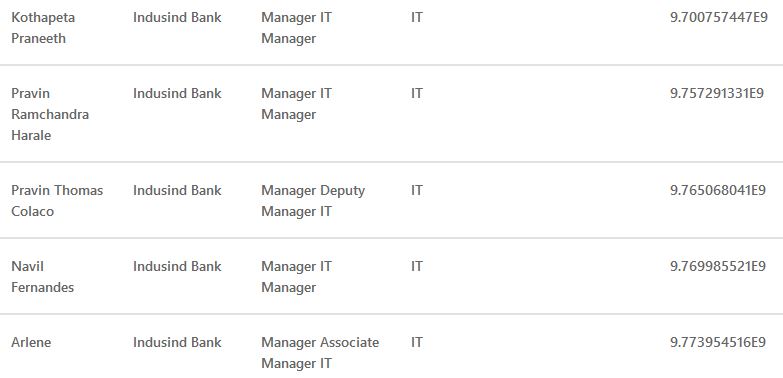 Kothapeta Indusind Bank Manager IT IT 9.700757447E9
Praneeth Manager
Pravin Indusind Bank Manager IT IT 9.757291331E9
Ramchandra Manager
Harale
Pravin Thomas Indusind Bank Manager Deputy IT 9.765068041E9
Colaco Manager IT
Navil Indusind Bank Manager IT IT 9.769985521E9
Fernandes Manager
Arlene Indusind Bank Manager Associate IT 9.773954516E9
Manager IT